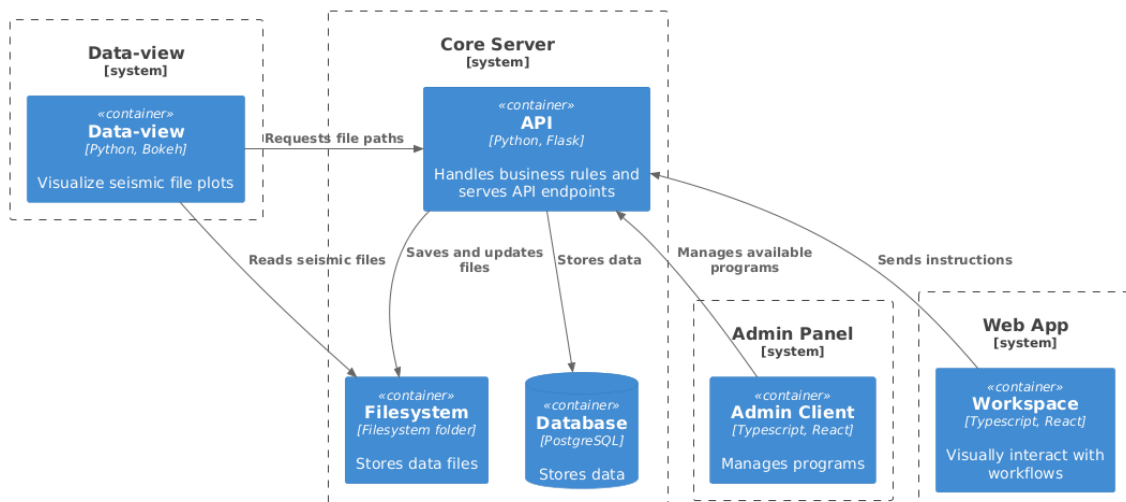 Data-view
[system]
«container»
Data-view
[Python, Bokeh]
Visualize seismic file plots
Requests file paths
Core Server
[system]
«container»
API
[Python, Flask]
Handles business rules and
serves API endpoints
Reads seismic files
Saves and updates
files
Stores data
Manages available
programs
Sends instructions
«container»
Filesystem
[Filesystem folder]
Stores data files
«container»
Database
[PostgreSQL]
Stores data
Admin Panel
[system]
«container»
Admin Client
[Typescript, React]
Manages programs
Web App
[system]
«container»
Workspace
[Typescript, React]
Visually interact with
workflows